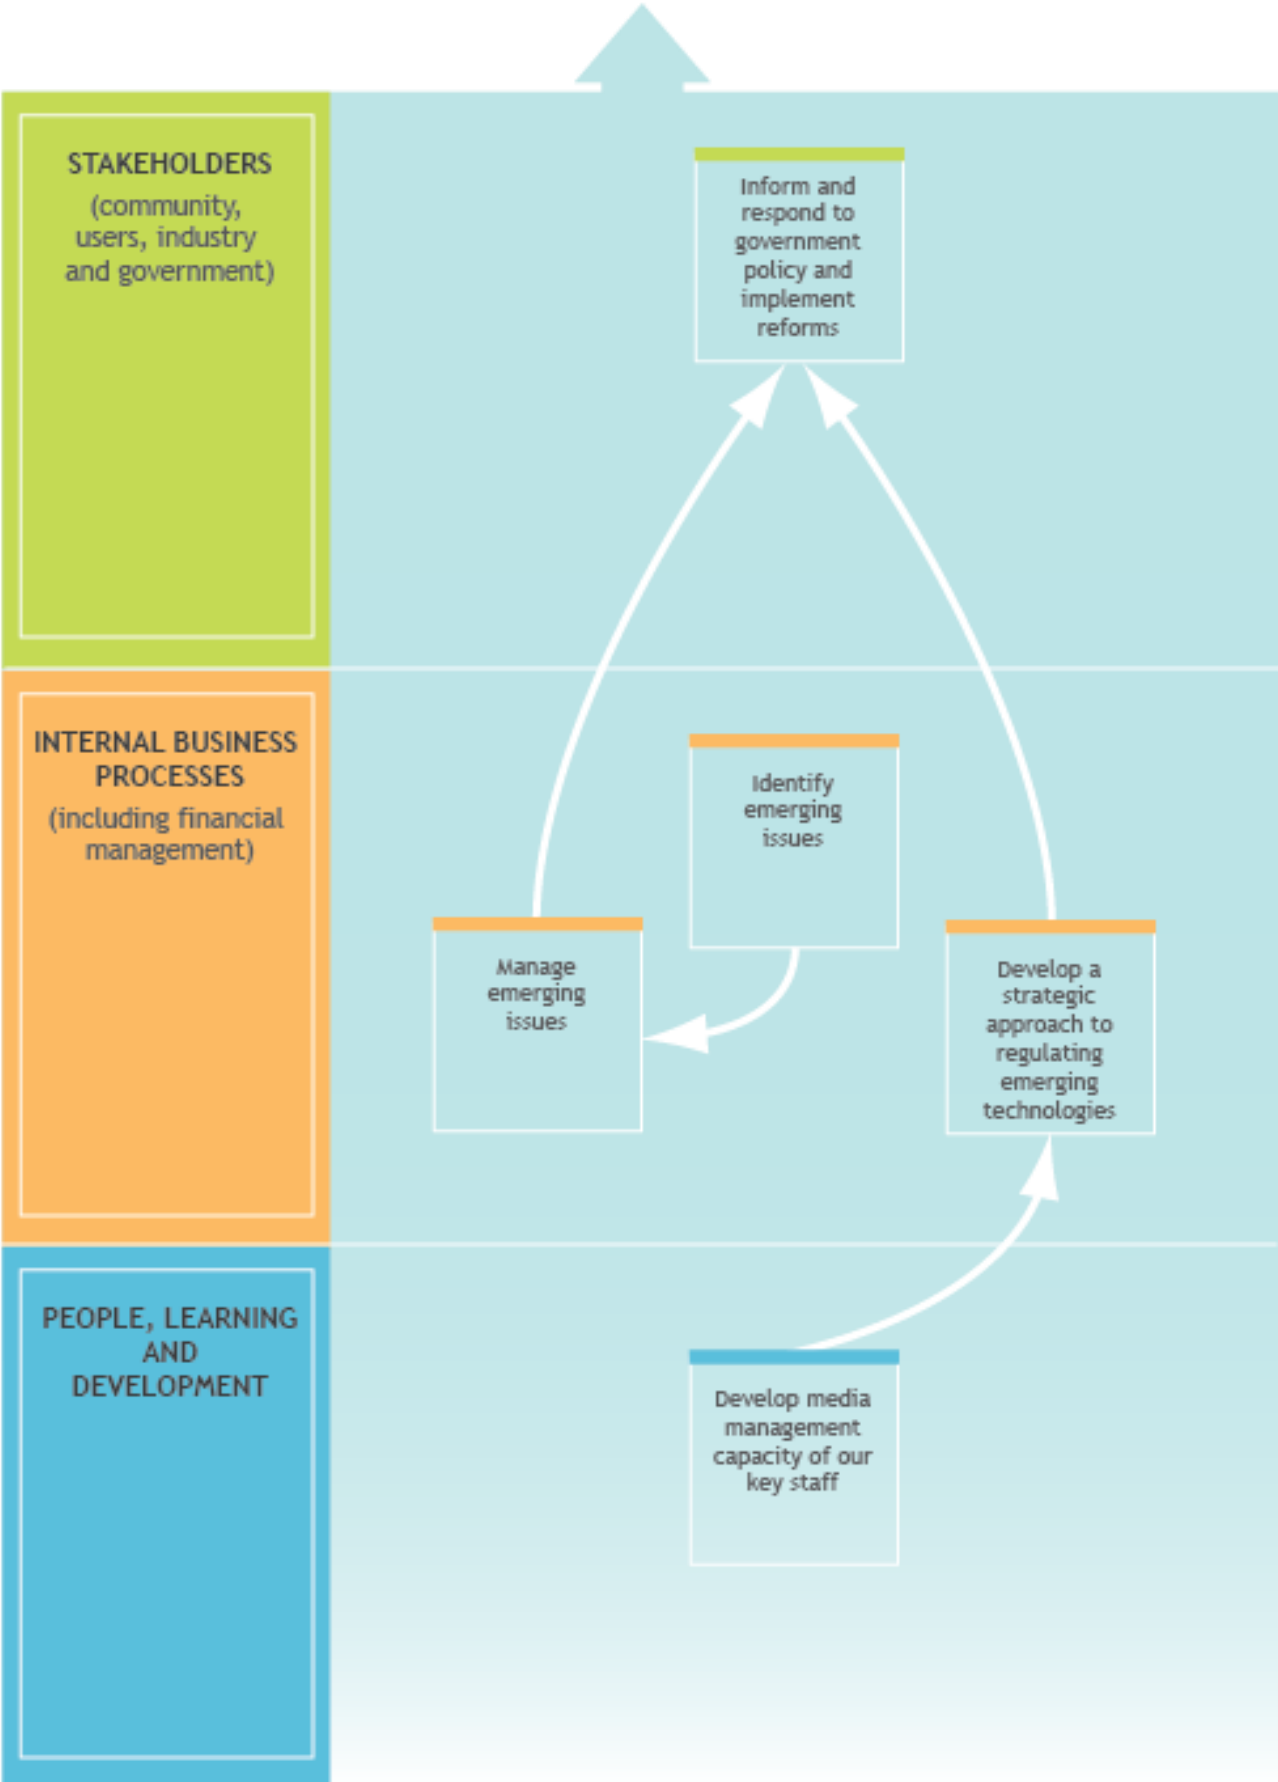 STAKEHOLDERS
(community,
users, industry
and government)
Inform and
respond to
government
policy and
implement
reforms
INTERNAL BUSINESS
PROCESSES
(including financial
management)
Identify
emerging
issues
Manage
emerging
issues
Develop a
strategic
approach to
regulating
emerging
technologies
PEOPLE, LEARNING
AND
DEVELOPMENT
Develop media
management
capacity of our
key staff